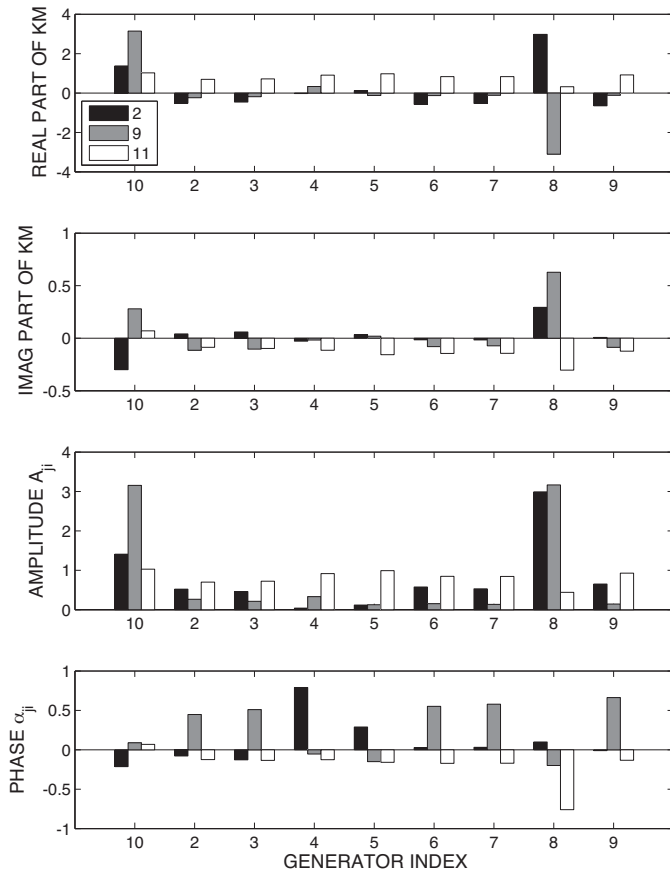 REAL PART OF KM
4
2
0
-2
-4
2
9
11
10 2 3 4 5 6 7 8 9
IMAG PART OF KM
1
0.5
0
-0.5
10 2 3 4 5 6 7 8 9
AMPLITUDE Aji
4
3
2
1
0
10 2 3 4 5 6 7 8 9
PHASE αji
1
0.5
0
-0.5
-1
10 2 3 4 5 6 7 8 9
GENERATOR INDEX